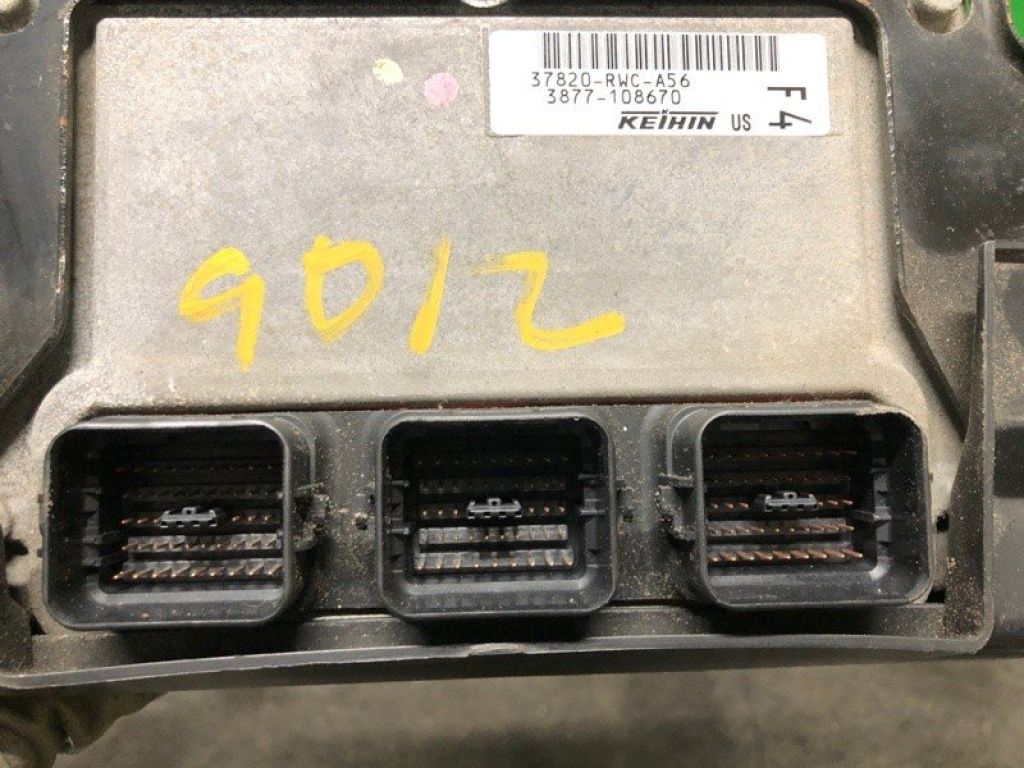 37820-RWC-A56
3877-108670
KEIHIN US
F4
9012